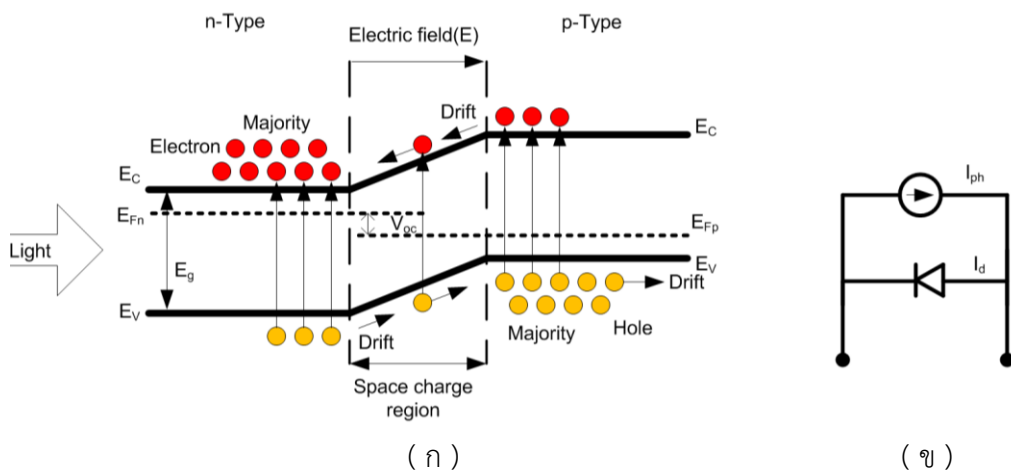 n-Type
Electric field(E)
p-Type
Majority
Electron
Drift
E_C
E_C
E_Fn
V_oc
E_Fp
Light
E_g
E_V
E_V
Drift
Drift
Majority
Hole
Space charge
region
I_ph
I_d
( ก )
( ข )